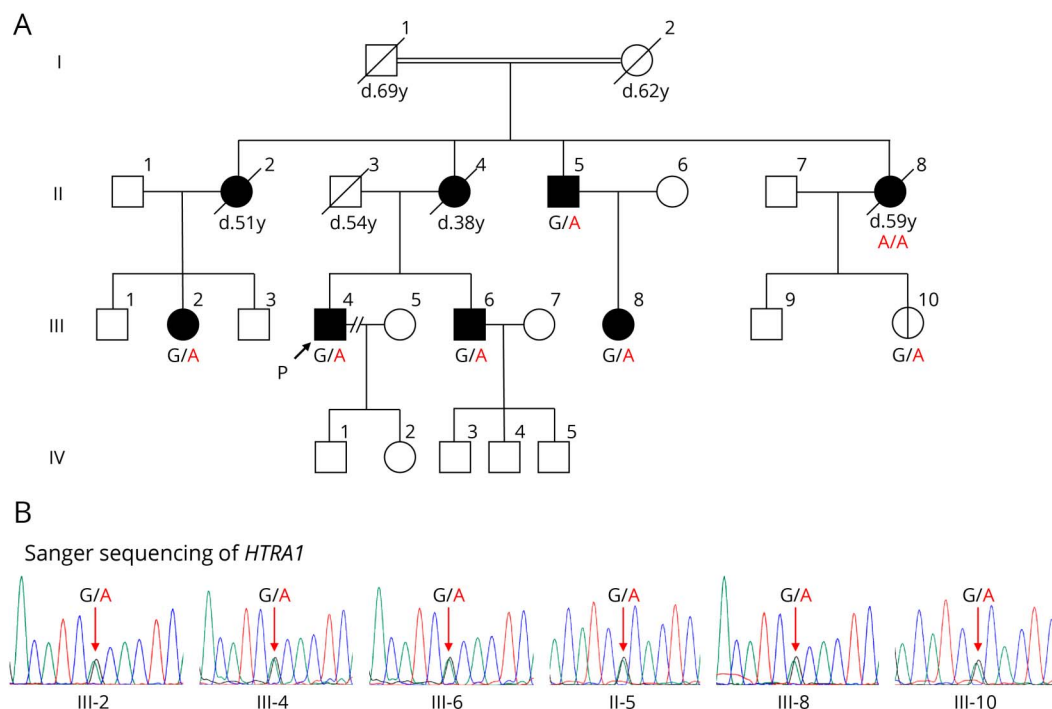 A
I
1
2
d.69y
d.62y
II
1
2
3
4
5
6
7
8
d.51y
d.54y
d.38y
G/A
d.59y
A/A
III
1
2
3
4
5
6
7
8
9
10
G/A
P
G/A
G/A
G/A
G/A
IV
1
2
3
4
5
B
Sanger sequencing of HTRA1
G/A
G/A
G/A
G/A
G/A
G/A
III-2
III-4
III-6
II-5
III-8
III-10